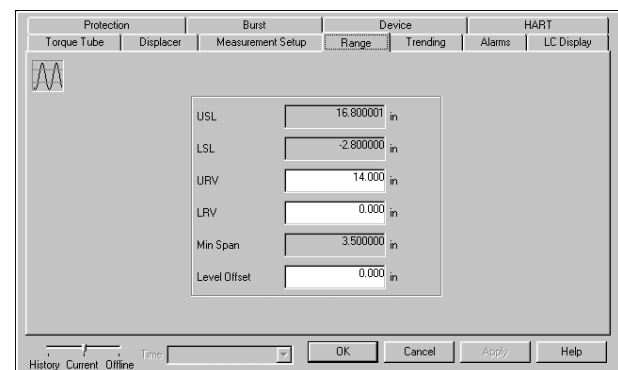 Protection Burst Device HART
Torque Tube Displacer Measurement Setup Range Trending Alarms LC Display
USL 16.800001 in
LSL -2.800000 in
URV 14.000 in
LRV 0.000 in
Min Span 3.500000 in
Level Offset 0.000 in
History Current Offline Time OK Cancel Apply Help